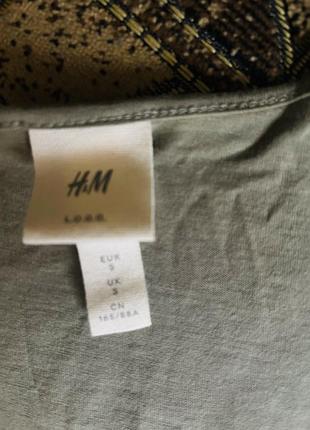 H&M
L.O.G.G.
EUR
S
UK
S
CN
165/88A